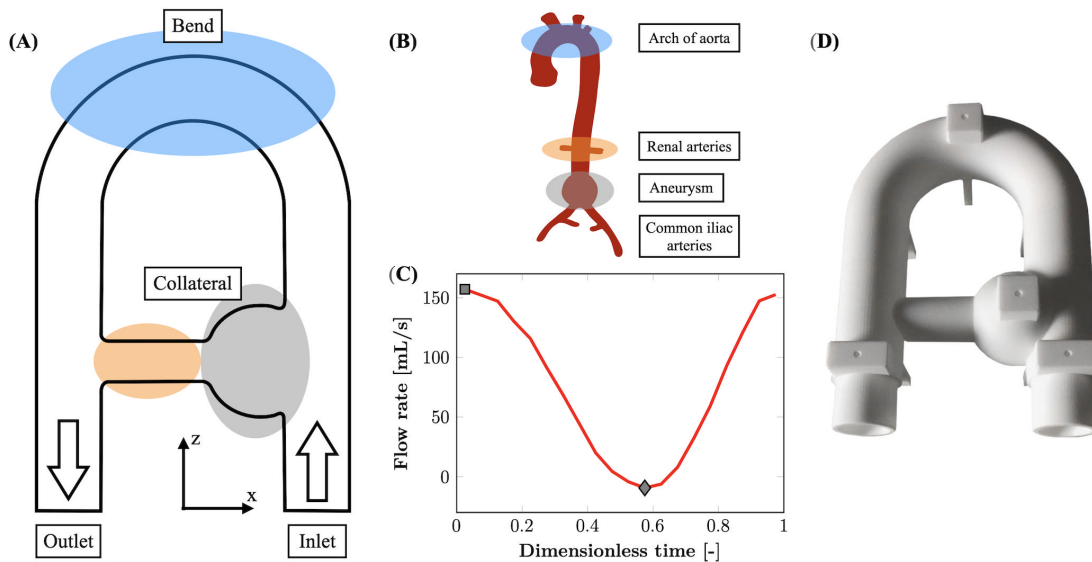 (A)
Bend
Collateral
z
x
Outlet
Inlet
(B)
Arch of aorta
Renal arteries
Aneurysm
Common iliac
arteries
(C)
150
100
50
0
0
0.2
0.4
0.6
0.8
1
Flow rate [mL/s]
Dimensionless time [-]
(D)